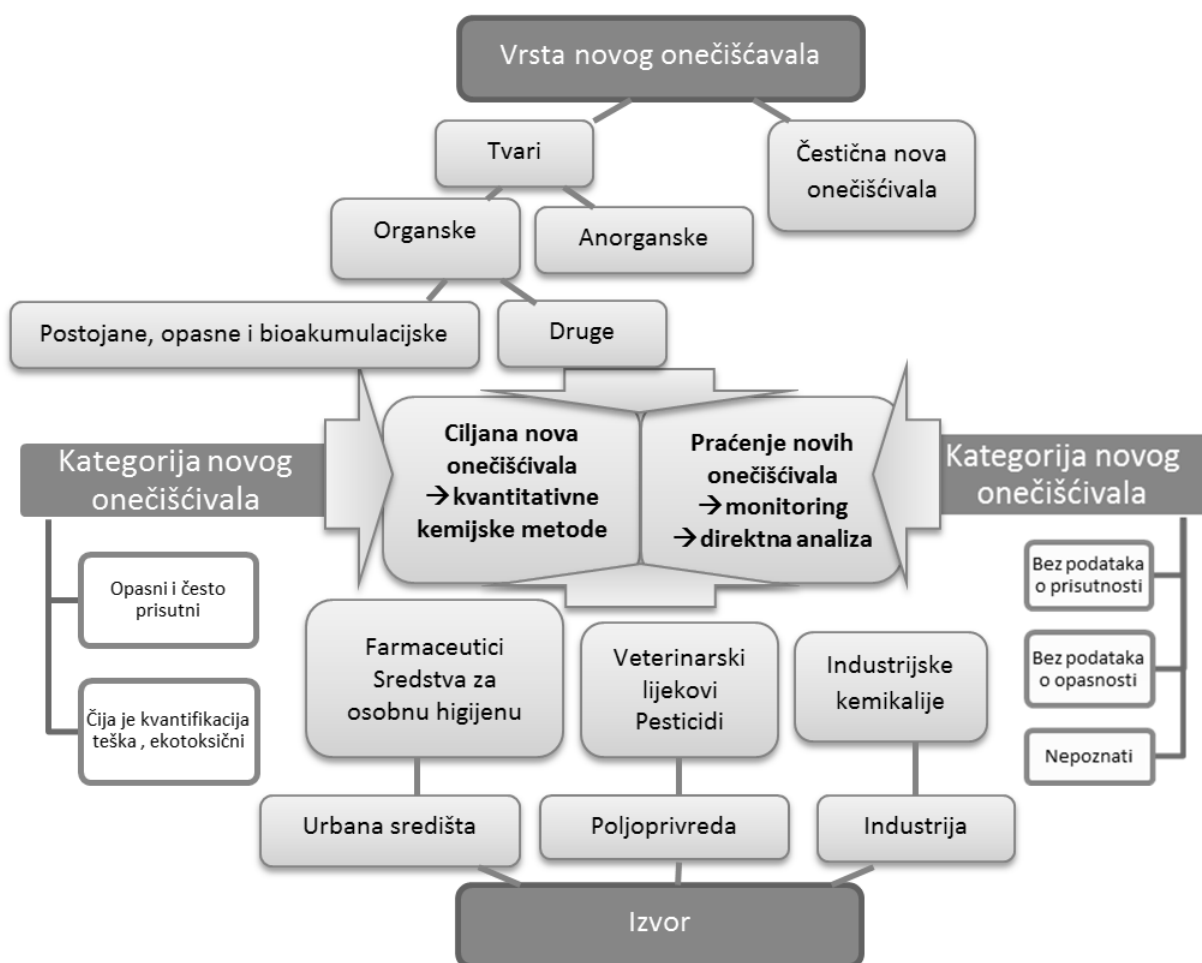 Vrsta novog onečišćavala
Tvari
Čestična nova
onečišćivala
Organske
Anorganske
Postojane, opasne i bioakumulacijske
Druge
Kategorija novog
onečišćivala
Opasni i često
prisutni
Čija je kvantifikacija
teška , ekotoksični
Ciljana nova
onečišćivala
→kvantitativne
kemijske metode
Praćenje novih
onečišćivala
→monitoring
→direktna analiza
Kategorija novog
onečišćivala
Bez podataka
o prisutnosti
Bez podataka
o opasnosti
Nepoznati
Farmaceutici
Sredstva za
osobnu higijenu
Veterinarski
lijekovi
Pesticidi
Industrijske
kemikalije
Urbana središta
Poljoprivreda
Industrija
Izvor